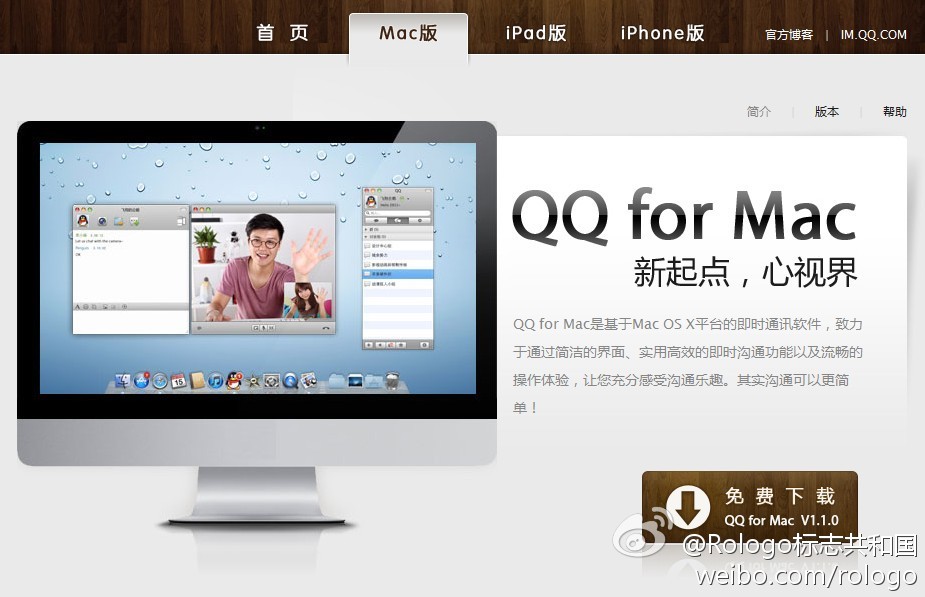 首 页
Mac版
iPad版
iPhone版
官方博客 | IM.QQ.COM
简介 | 版本 | 帮助
QQ for Mac
新起点，心视界
QQ for Mac是基于Mac OS X平台的即时通讯软件，致力
于通过简洁的界面、实用高效的即时沟通功能以及流畅的
操作体验，让您充分感受沟通乐趣。其实沟通可以更简
单！
免 费 下 载
QQ for Mac V1.1.0
@Rologo标志共和国
weibo.com/rologo